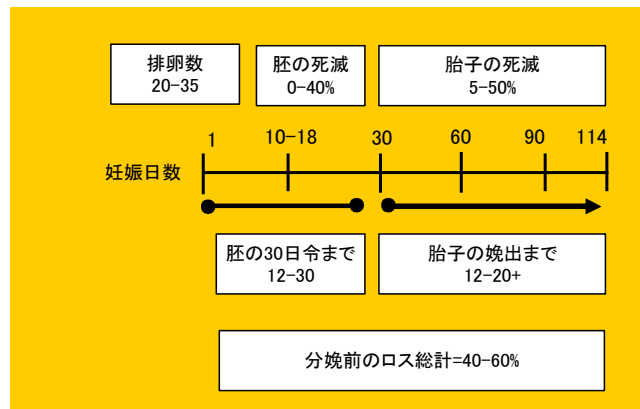 排卵数
20-35
胚の死滅
0-40%
胎子の死滅
5-50%
1 10-18 30 60 90 114
妊娠日数
胚の30日令まで
12-30
胎子の娩出まで
12-20+
分娩前のロス総計=40-60%